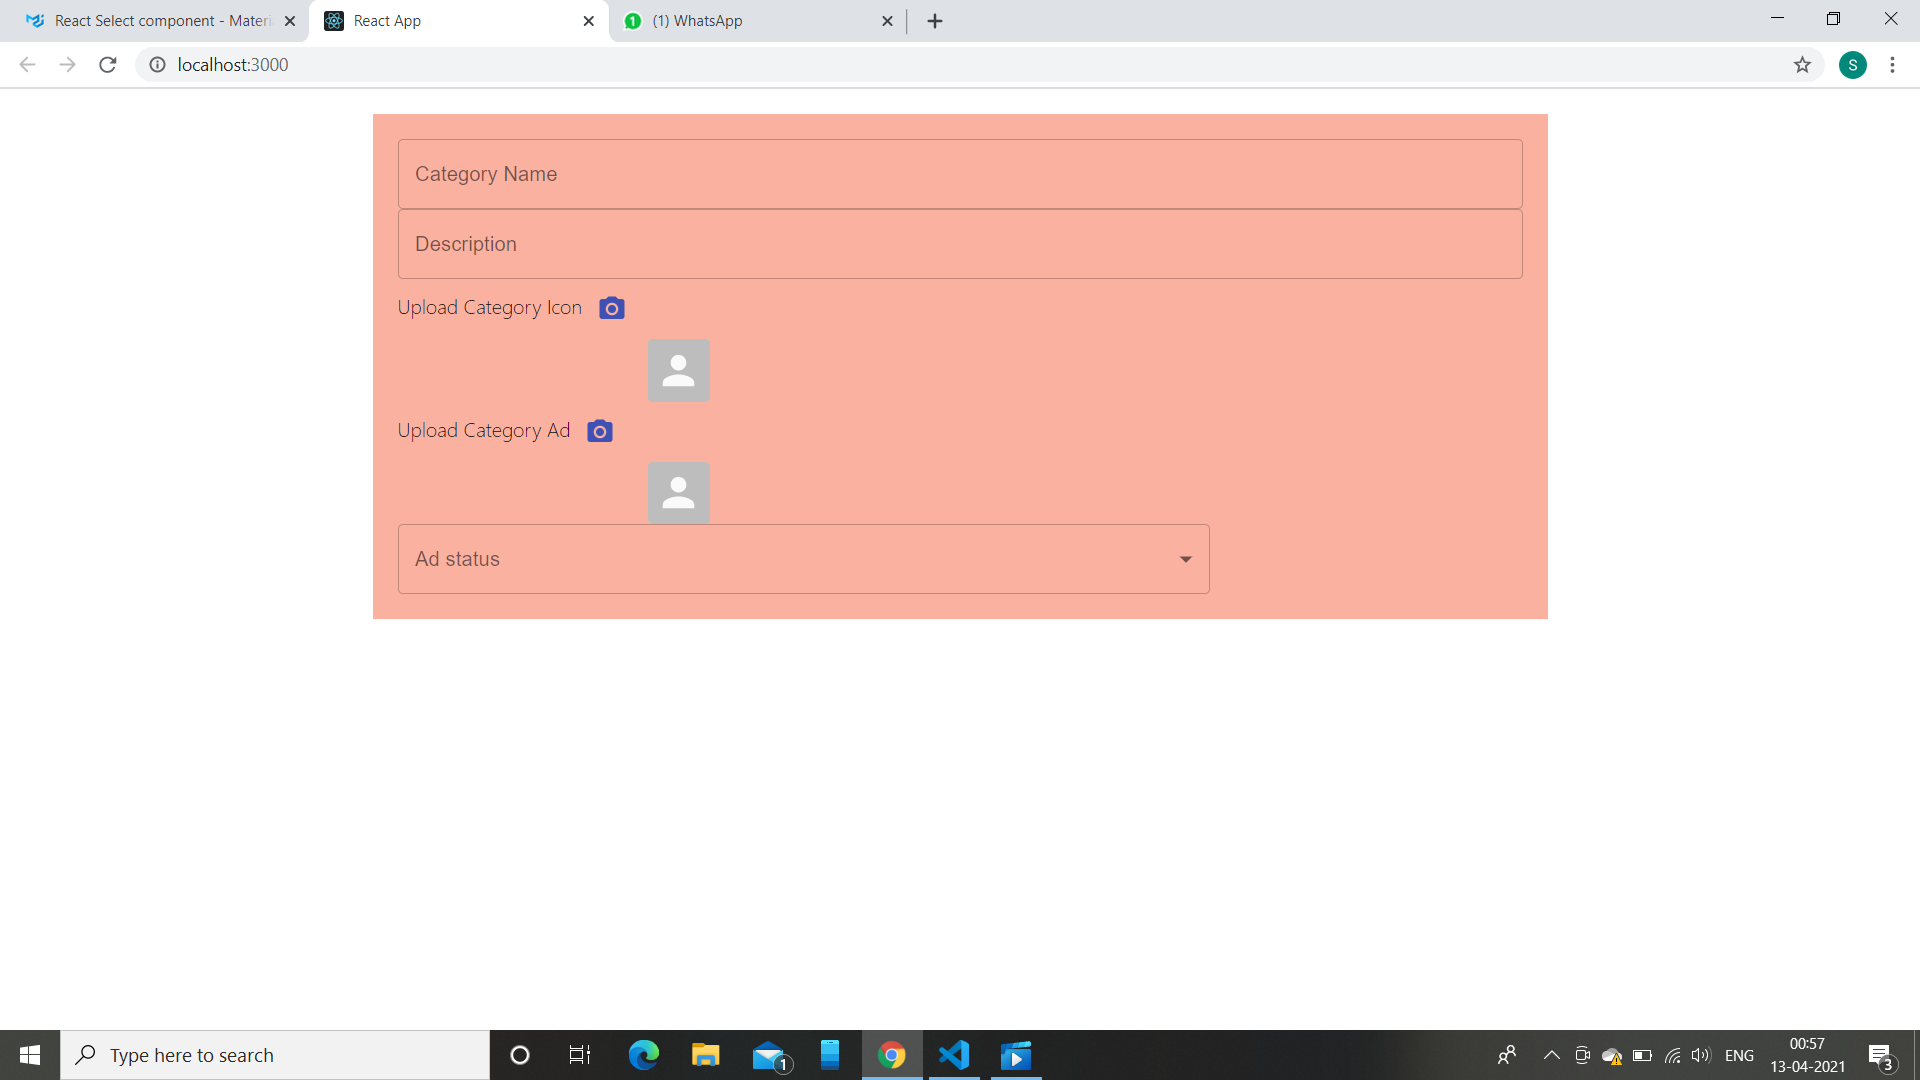 React Select component - Materi
React App
(1) WhatsApp
localhost:3000
S
Category Name
Description
Upload Category Icon
Upload Category Ad
Ad status
Type here to search
1
ENG
00:57
13-04-2021
3